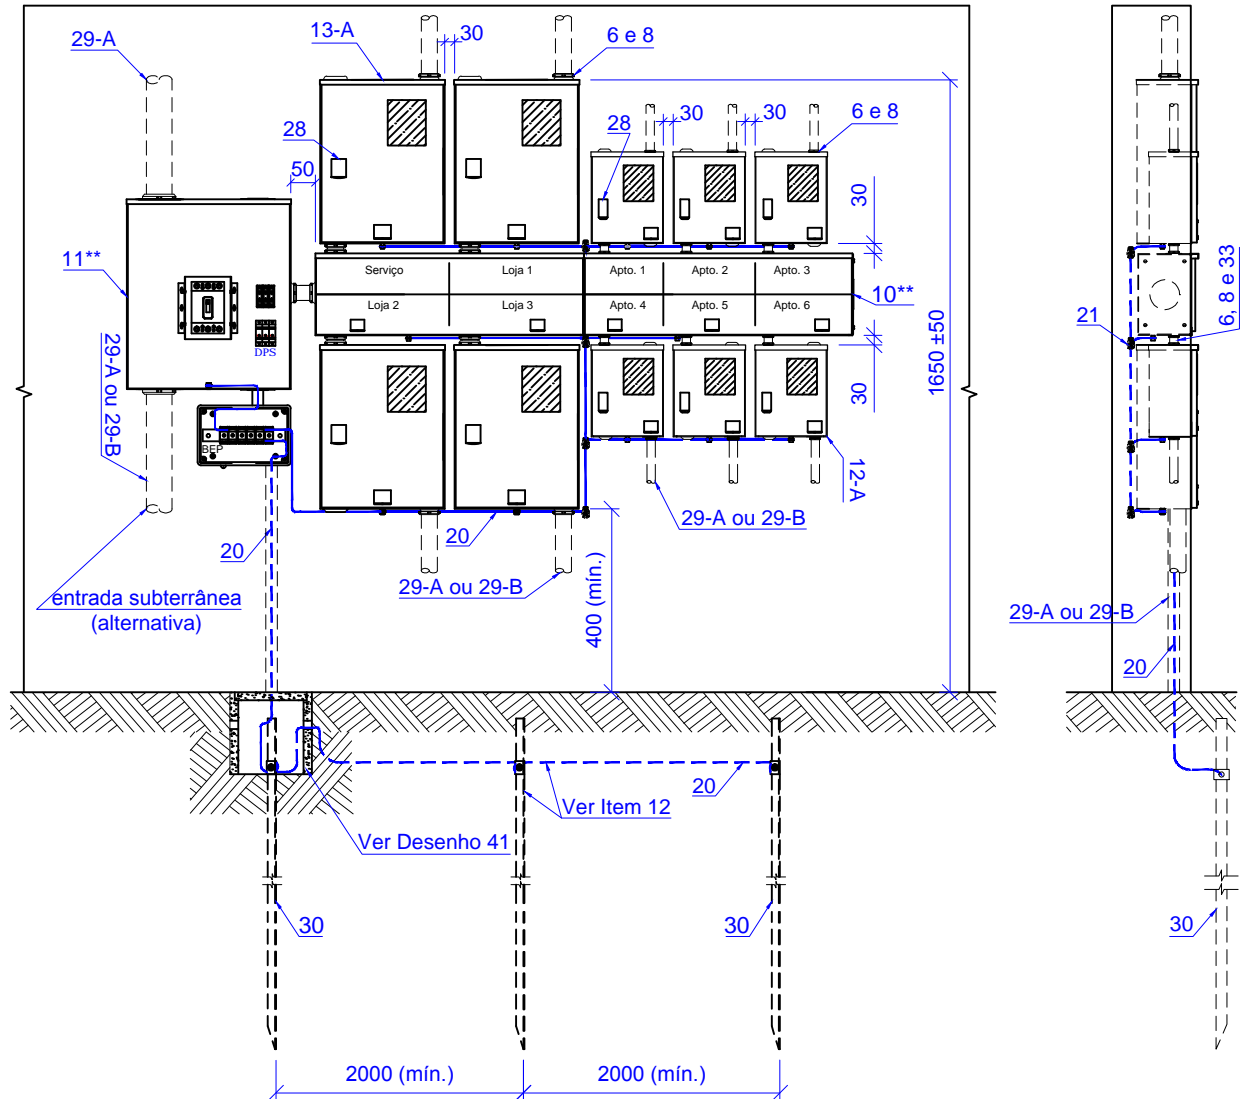 29-A
13-A
30
6 e 8
28
50
28
30
30
6 e 8
30
11**
Serviço
Loja 1
Apto. 1
Apto. 2
Apto. 3
Loja 2
Loja 3
Apto. 4
Apto. 5
Apto. 6
10**
DPS
29-A ou 29-B
BEP
30
1650 ±50
12-A
21
6, 8 e 33
20
20
29-A ou 29-B
29-A ou 29-B
400 (mín.)
entrada subterrânea
(alternativa)
29-A ou 29-B
20
20
Ver Item 12
Ver Desenho 41
30
30
30
2000 (mín.)
2000 (mín.)